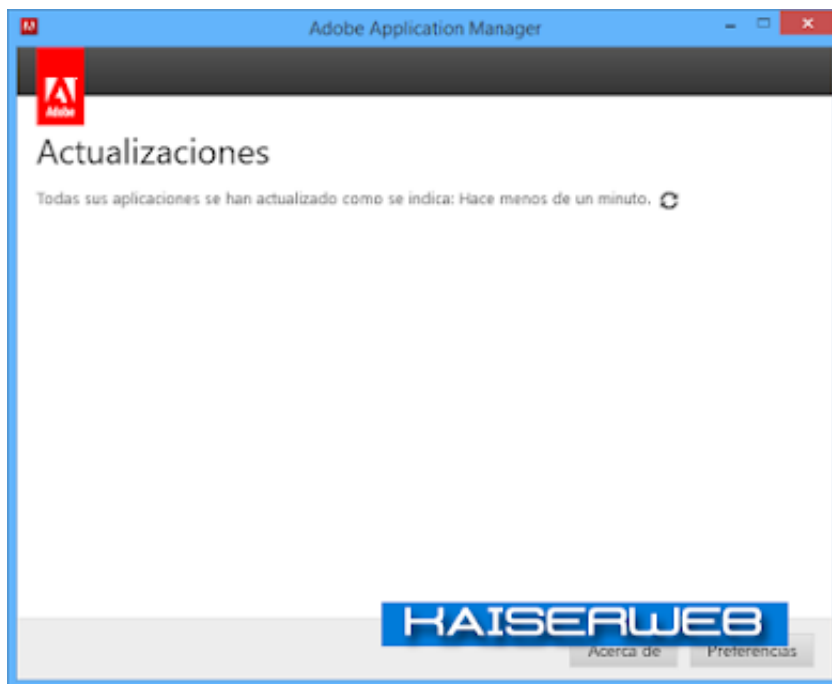 Adobe Application Manager
Adobe
Actualizaciones
Todas sus aplicaciones se han actualizado como se indica: Hace menos de un minuto.
KAISERWEB
Acerca de
Preferencias